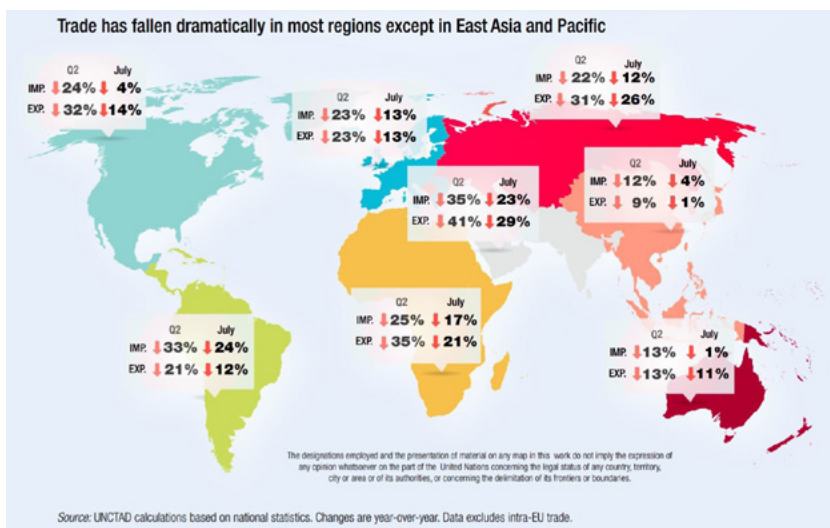 Trade has fallen dramatically in most regions except in East Asia and Pacific
Q2 July
IMP. 24% 4%
EXP. 32% 14%
Q2 July
IMP. 23% 13%
EXP. 23% 13%
Q2 July
IMP. 22% 12%
EXP. 31% 26%
Q2 July
IMP. 35% 23%
EXP. 41% 29%
Q2 July
IMP. 12% 4%
EXP. 9% 1%
Q2 July
IMP. 33% 24%
EXP. 21% 12%
Q2 July
IMP. 25% 17%
EXP. 35% 21%
Q2 July
IMP. 13% 1%
EXP. 13% 11%
The designations employed and the presentation of material on any map in this work do not imply the expression of
any opinion whatsoever on the part of the United Nations concerning the legal status of any country, territory,
city or area or of its authorities, or concerning the delimitation of its frontiers or boundaries.
Source: UNCTAD calculations based on national statistics. Changes are year-over-year. Data excludes intra-EU trade.